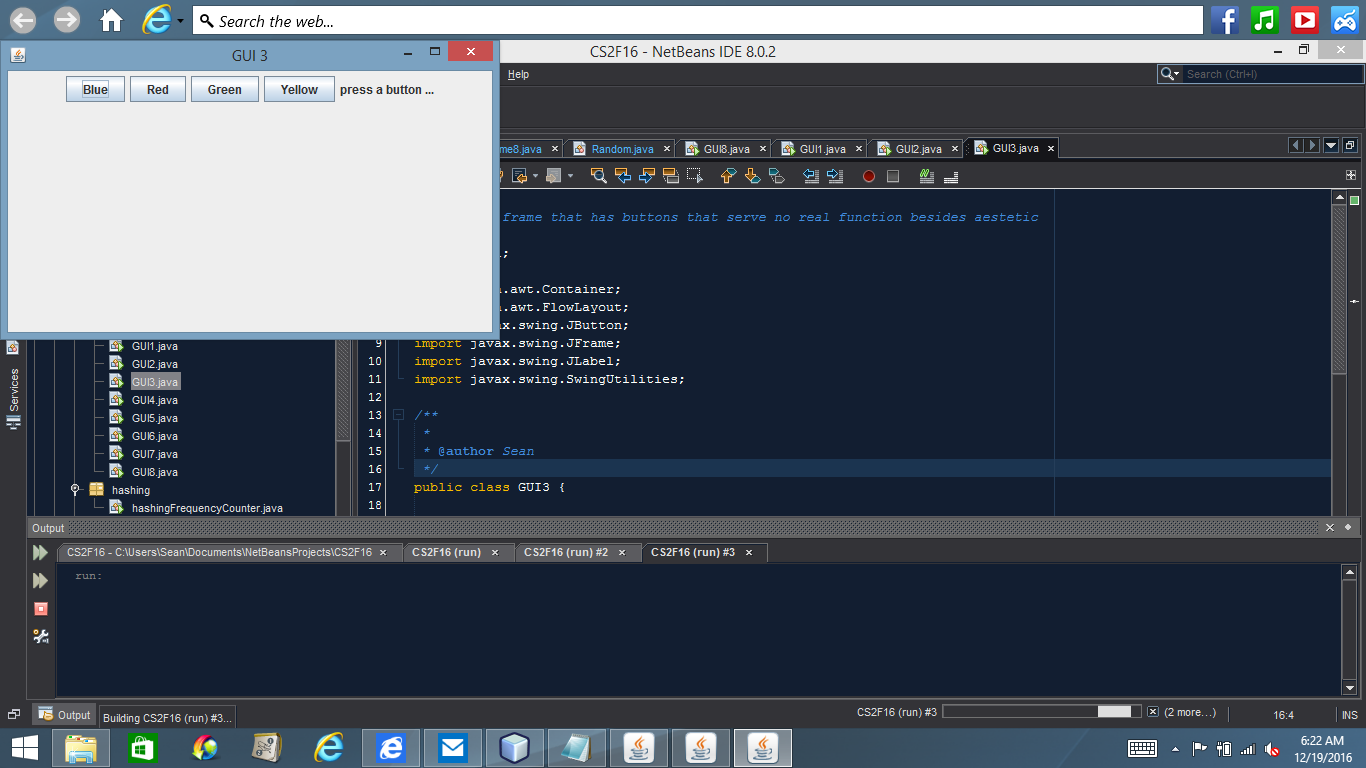 Search the web...
GUI 3
CS2F16 - NetBeans IDE 8.0.2
Help
Search (Ctrl+I)
Blue Red Green Yellow press a button ...
me8.java Random.java GUI8.java GUI1.java GUI2.java GUI3.java
frame that has buttons that serve no real function besides aestetic
;
.awt.Container;
.awt.FlowLayout;
ax.swing.JButton;
9 import javax.swing.JFrame;
10 import javax.swing.JLabel;
11 import javax.swing.SwingUtilities;
12
13 /**
14 *
15 * @author Sean
16 */
17 public class GUI3 {
18
Services
GUI1.java
GUI2.java
GUI3.java
GUI4.java
GUI5.java
GUI6.java
GUI7.java
GUI8.java
hashing
hashingFrequencyCounter.java
Output
CS2F16 - C:\Users\Sean\Documents\NetBeansProjects\CS2F16 CS2F16 (run) CS2F16 (run) #2 CS2F16 (run) #3
run:
Output
Building CS2F16 (run) #3...
CS2F16 (run) #3
(2 more...)
16:4
INS
6:22 AM
12/19/2016